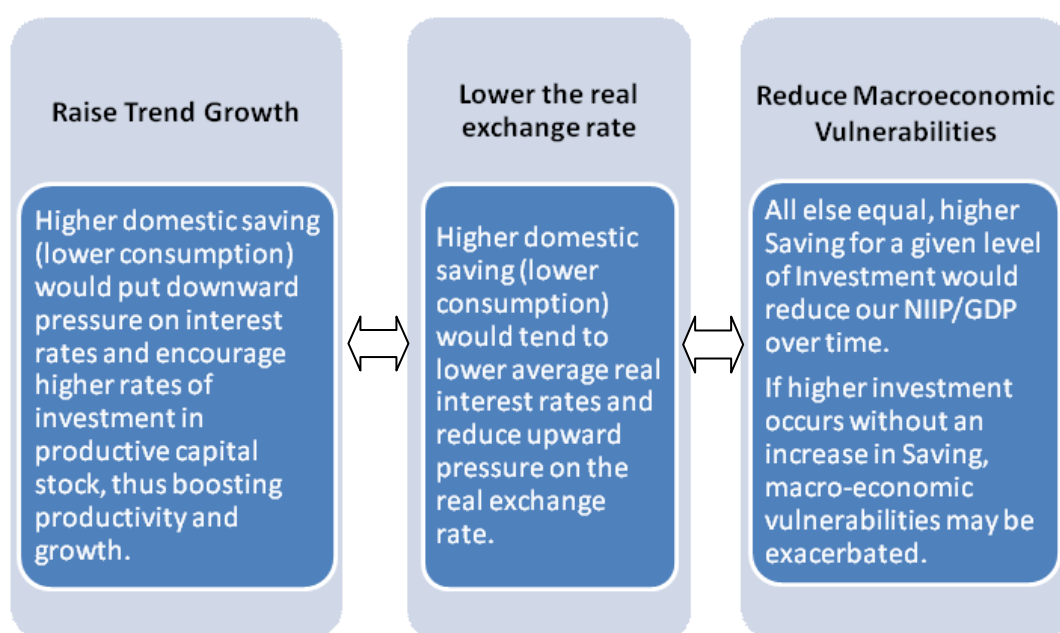 Raise Trend Growth
Higher domestic saving
(lower consumption)
would put downward
pressure on interest
rates and encourage
higher rates of
investment in
productive capital
stock, thus boosting
productivity and
growth.
Lower the real
exchange rate
Higher domestic
saving (lower
consumption)
would tend to
lower average real
interest rates and
reduce upward
pressure on the
real exchange
rate.
Reduce Macroeconomic
Vulnerabilities
All else equal, higher
Saving for a given level
of Investment would
reduce our NIIP/GDP
over time.
If higher investment
occurs without an
increase in Saving,
macro-economic
vulnerabilities may be
exacerbated.